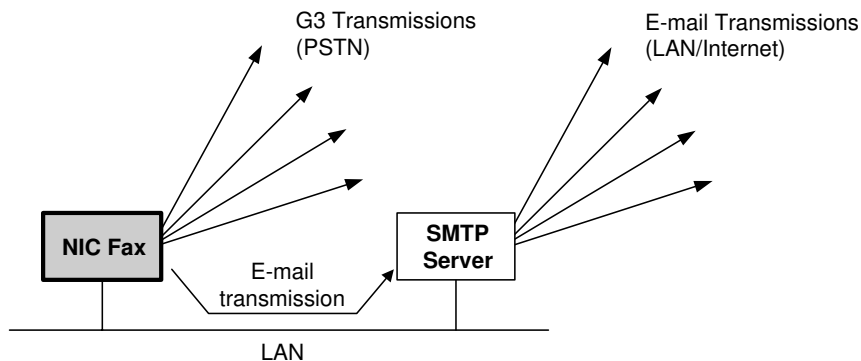 G3 Transmissions
(PSTN)
E-mail Transmissions
(LAN/Internet)
NIC Fax
SMTP
Server
E-mail
transmission
LAN